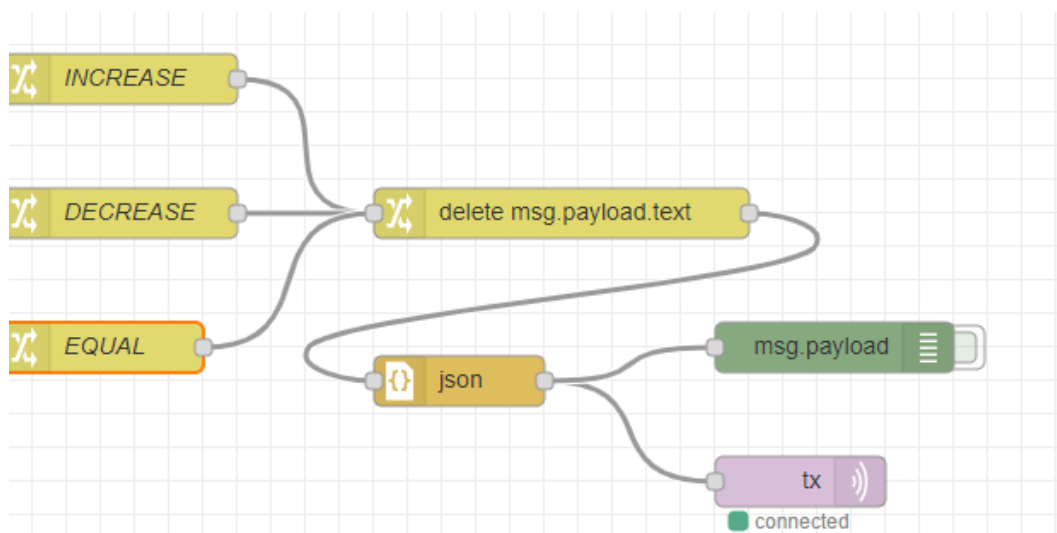 INCREASE
DECREASE
delete msg.payload.text
EQUAL
msg.payload
json
tx
connected